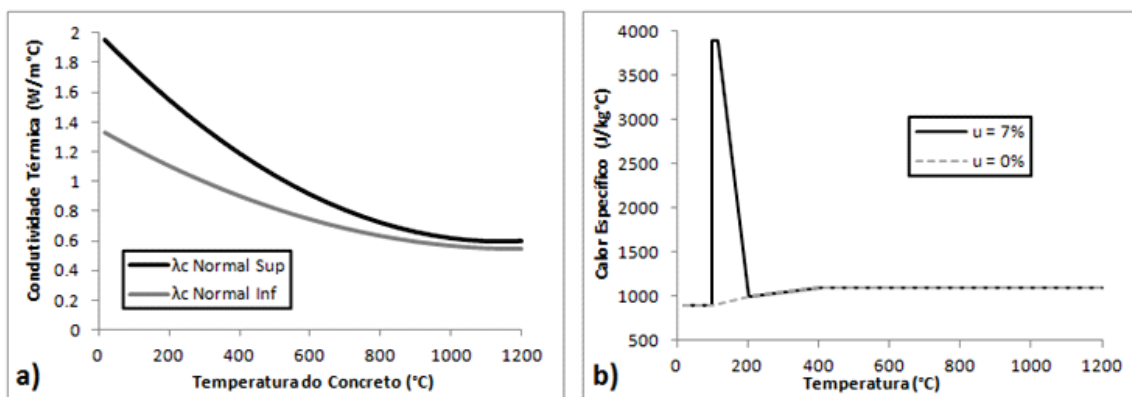 Condutividade Térmica (W/m°C)
2
1.8
1.6
1.4
1.2
1
0.8
0.6
0.4
0.2
0
λc Normal Sup
λc Normal Inf
0 200 400 600 800 1000 1200
a)
Temperatura do Concreto (°C)
Calor Específico (J/kg°C)
4000
3500
3000
2500
2000
1500
1000
500
u = 7%
u = 0%
0 200 400 600 800 1000 1200
b)
Temperatura (°C)